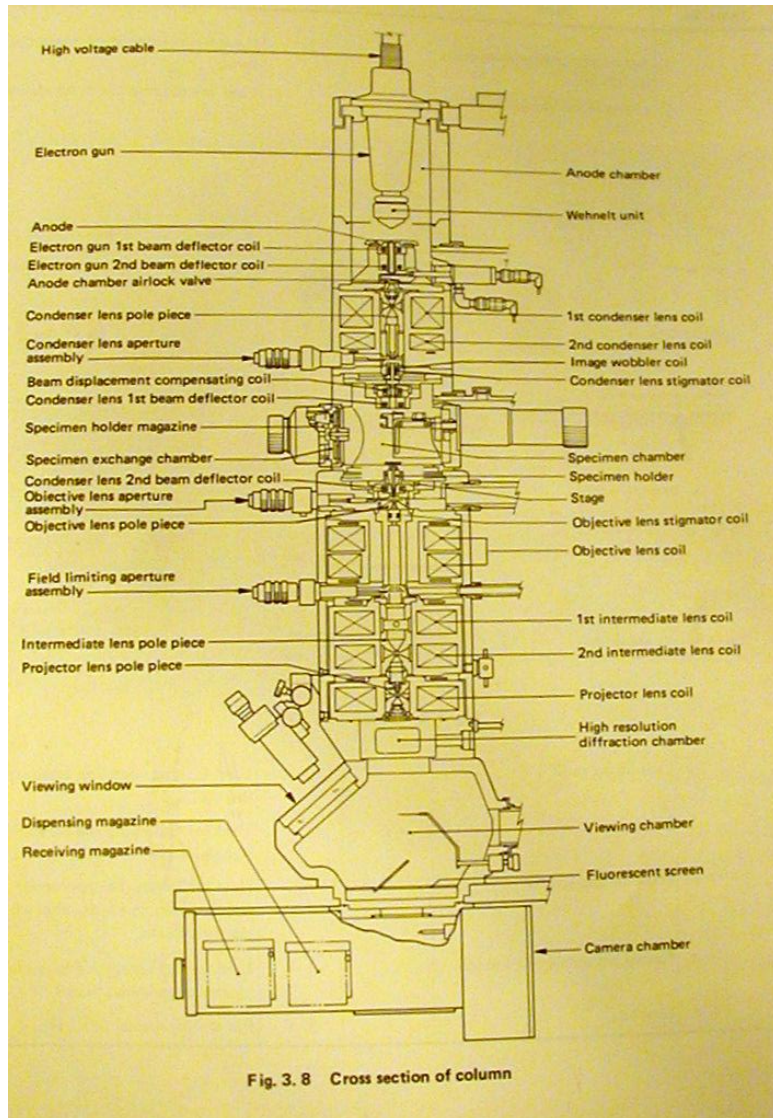 High voltage cable
Electron gun
Anode
Electron gun 1st beam deflector coil
Electron gun 2nd beam deflector coil
Anode chamber airlock valve
Condenser lens pole piece
Condenser lens aperture
assembly
Beam displacement compensating coil
Condenser lens 1st beam deflector coil
Specimen holder magazine
Specimen exchange chamber
Condenser lens 2nd beam deflector coil
Objective lens aperture
assembly
Objective lens pole piece
Field limiting aperture
assembly
Intermediate lens pole piece
Projector lens pole piece
Viewing window
Dispensing magazine
Receiving magazine
Anode chamber
Wehnelt unit
1st condenser lens coil
2nd condenser lens coil
Image wobbler coil
Condenser lens stigmator coil
Specimen chamber
Specimen holder
Stage
Objective lens stigmator coil
Objective lens coil
1st intermediate lens coil
2nd intermediate lens coil
Projector lens coil
High resolution
diffraction chamber
Viewing chamber
Fluorescent screen
Camera chamber
Fig. 3. 8 Cross section of column